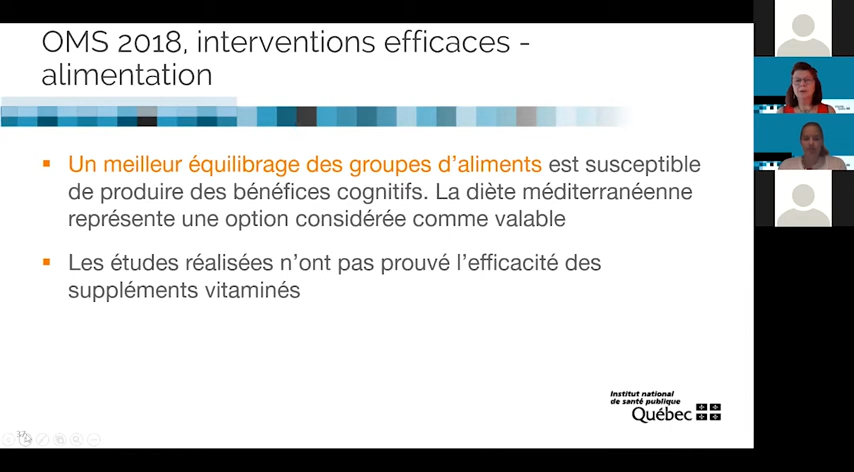 OMS 2018, interventions efficaces -
alimentation
▪ Un meilleur équilibrage des groupes d’aliments est susceptible
de produire des bénéfices cognitifs. La diète méditerranéenne
représente une option considérée comme valable
▪ Les études réalisées n’ont pas prouvé l’efficacité des
suppléments vitaminés
Institut national
de santé publique
Québec